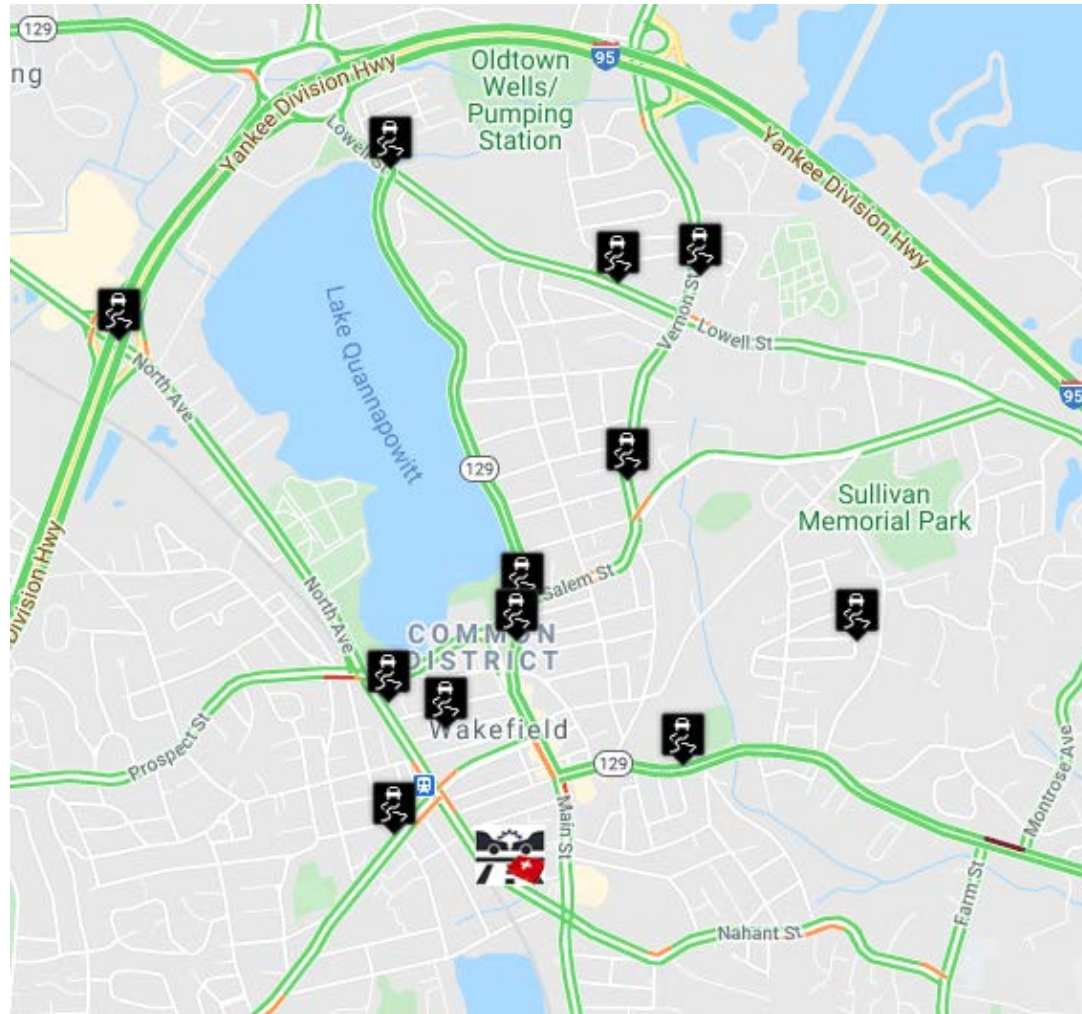 129
ng
Yankee Division Hwy
95
Oldtown
Wells/
Pumping
Station
Lowell
Yankee Division Hwy
Vernon St
Lowell St
95
Lake Quannapowitt
North Ave
129
Sullivan
Memorial Park
Division Hwy
North Ave
Salem St
COMMON
DISTRICT
Prospect St
Wakefield
129
Main St
Montrose Ave
Farm St
Nahant St